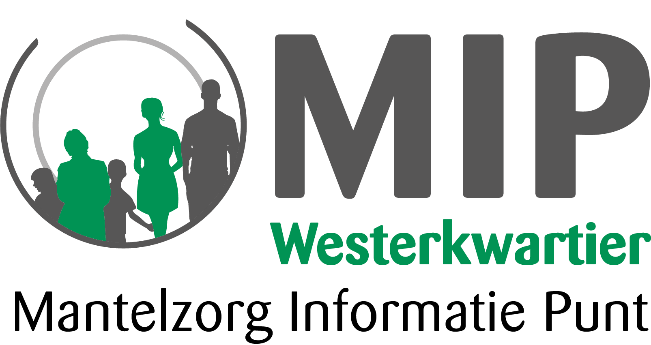 MIP
Westerkwartier
Mantelzorg Informatie Punt